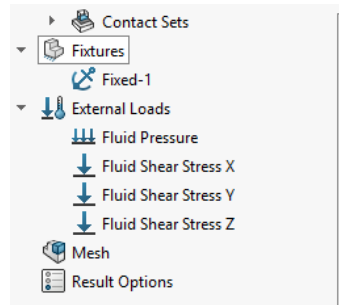 Contact Sets
Fixtures
Fixed-1
External Loads
Fluid Pressure
Fluid Shear Stress X
Fluid Shear Stress Y
Fluid Shear Stress Z
Mesh
Result Options